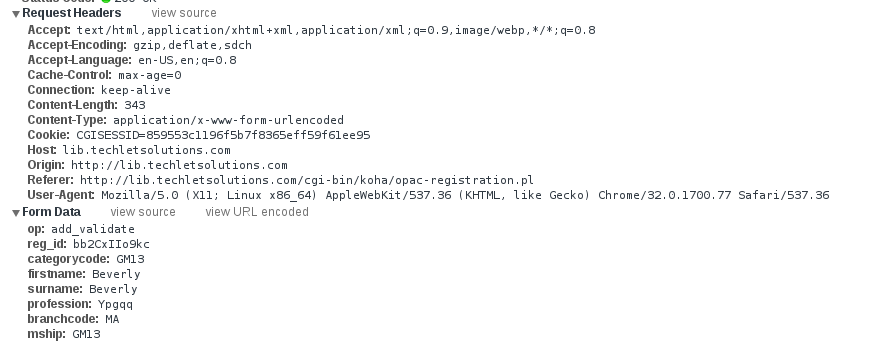 Request Headers view source
Accept: text/html,application/xhtml+xml,application/xml;q=0.9,image/webp,*/*;q=0.8
Accept-Encoding: gzip,deflate,sdch
Accept-Language: en-US,en;q=0.8
Cache-Control: max-age=0
Connection: keep-alive
Content-Length: 343
Content-Type: application/x-www-form-urlencoded
Cookie: CGISESSID=859553c1196f5b7f8365eff59f61ee95
Host: lib.techletsolutions.com
Origin: http://lib.techletsolutions.com
Referer: http://lib.techletsolutions.com/cgi-bin/koha/opac-registration.pl
User-Agent: Mozilla/5.0 (X11; Linux x86_64) AppleWebKit/537.36 (KHTML, like Gecko) Chrome/32.0.1700.77 Safari/537.36
Form Data view source view URL encoded
op: add_validate
reg_id: bb2CxIIo9kc
categorycode: GM13
firstname: Beverly
surname: Beverly
profession: Ypgqq
branchcode: MA
mship: GM13